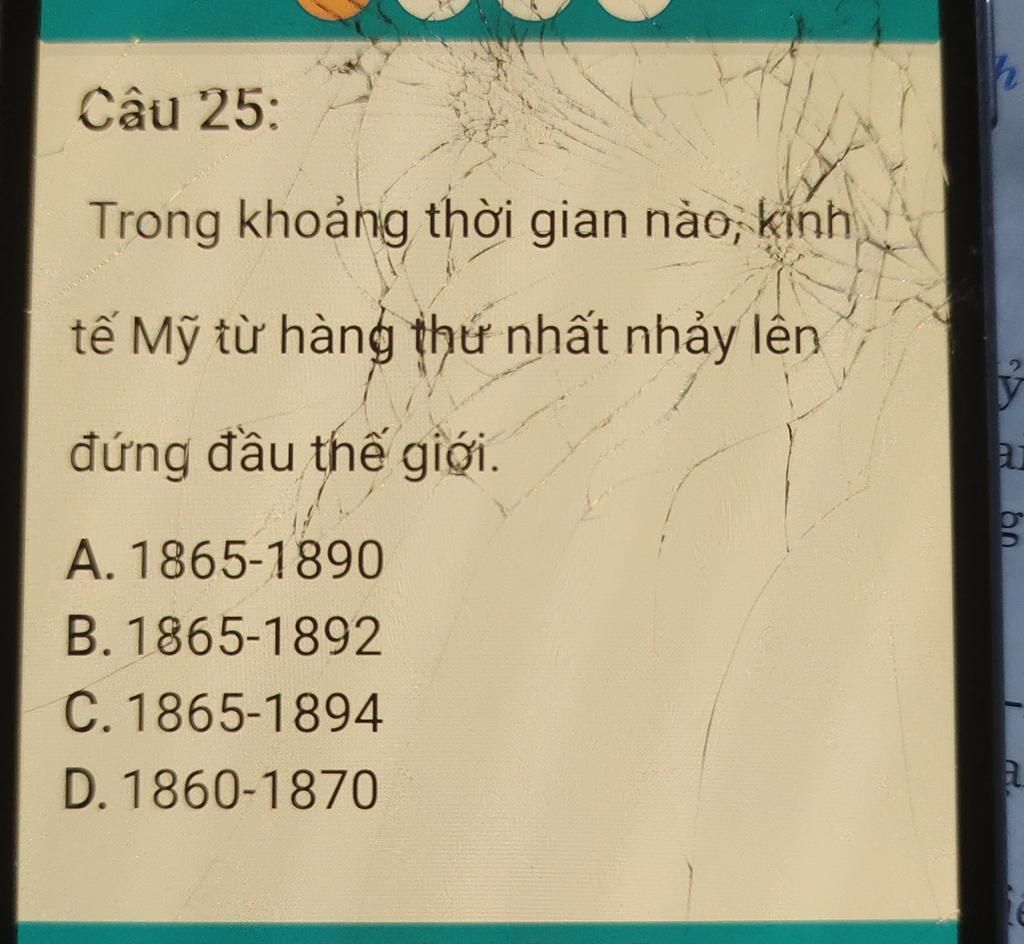 Câu 25:
Trong khoảng thời gian nào, kinh
tế Mỹ từ hàng thứ nhất nhảy lên
đứng đầu thế giới.
A. 1865-1890
B. 1865-1892
C. 1865-1894
D. 1860-1870